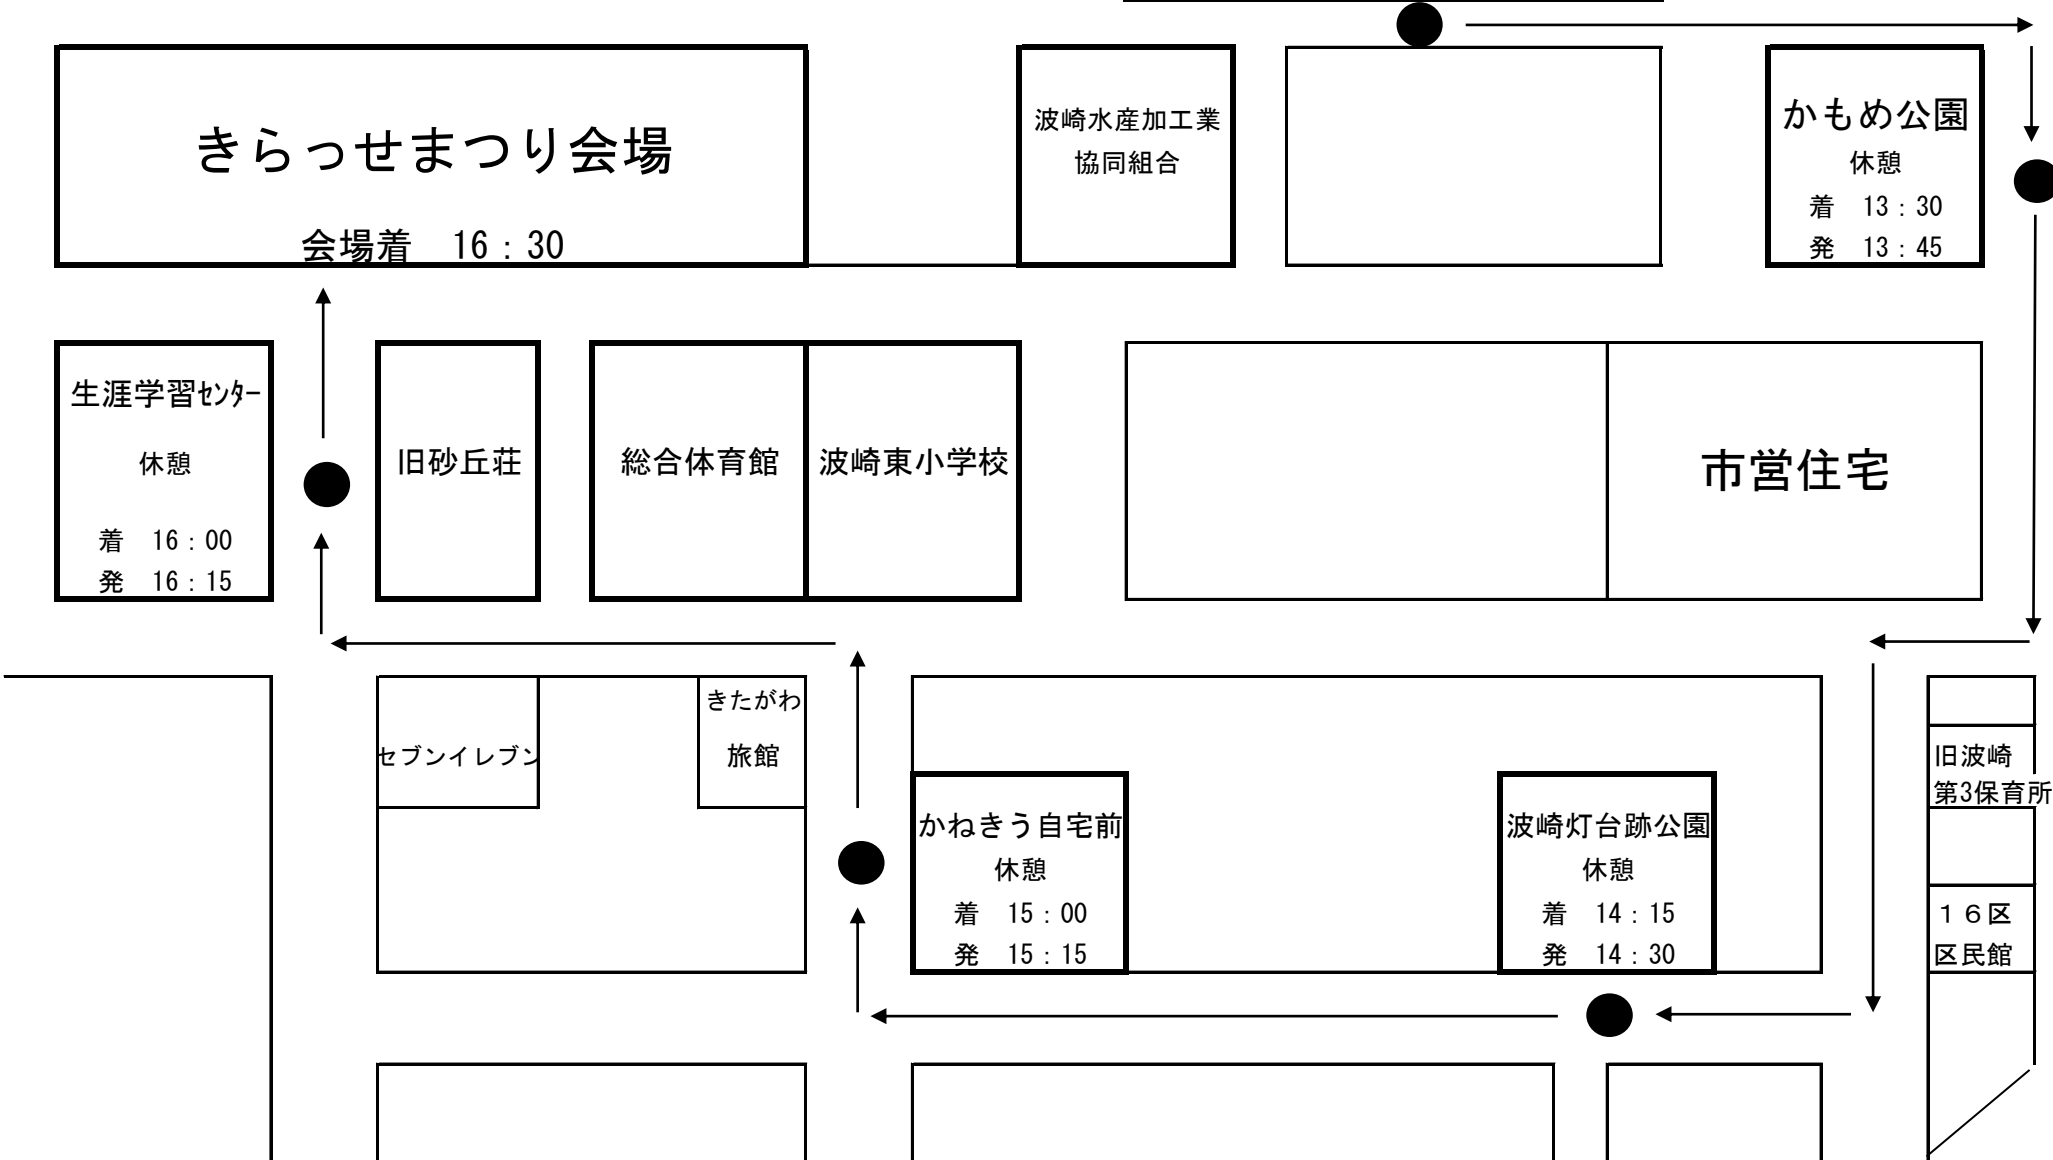 きらっせまつり会場
会場着　16：30
波崎水産加工業
協同組合
かもめ公園
休憩
着　13：30
発　13：45
生涯学習ｾﾝﾀｰ
休憩
着　16：00
発　16：15
旧砂丘荘
総合体育館
波崎東小学校
市営住宅
セブンイレブン
きたがわ
旅館
かねきう自宅前
休憩
着　15：00
発　15：15
波崎灯台跡公園
休憩
着　14：15
発　14：30
旧波崎
第3保育所
１６区
区民館